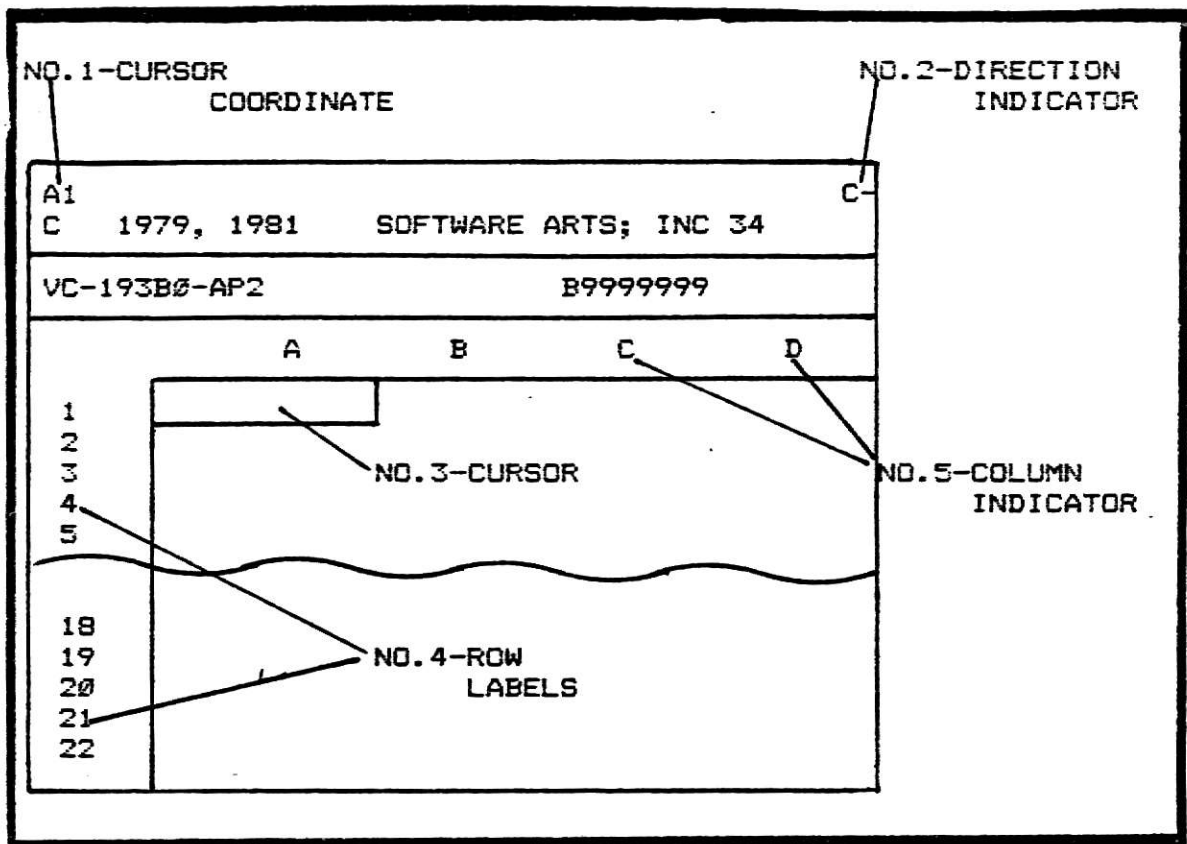 NO.1-CURSOR
COORDINATE
NO.2-DIRECTION
INDICATOR
A1
C-
C 1979, 1981 SOFTWARE ARTS; INC 34
VC-193B0-AP2 B9999999
A B C D
1
2
3
NO.3-CURSOR
NO.5-COLUMN
INDICATOR
4
5
18
19
NO.4-ROW
LABELS
20
21
22